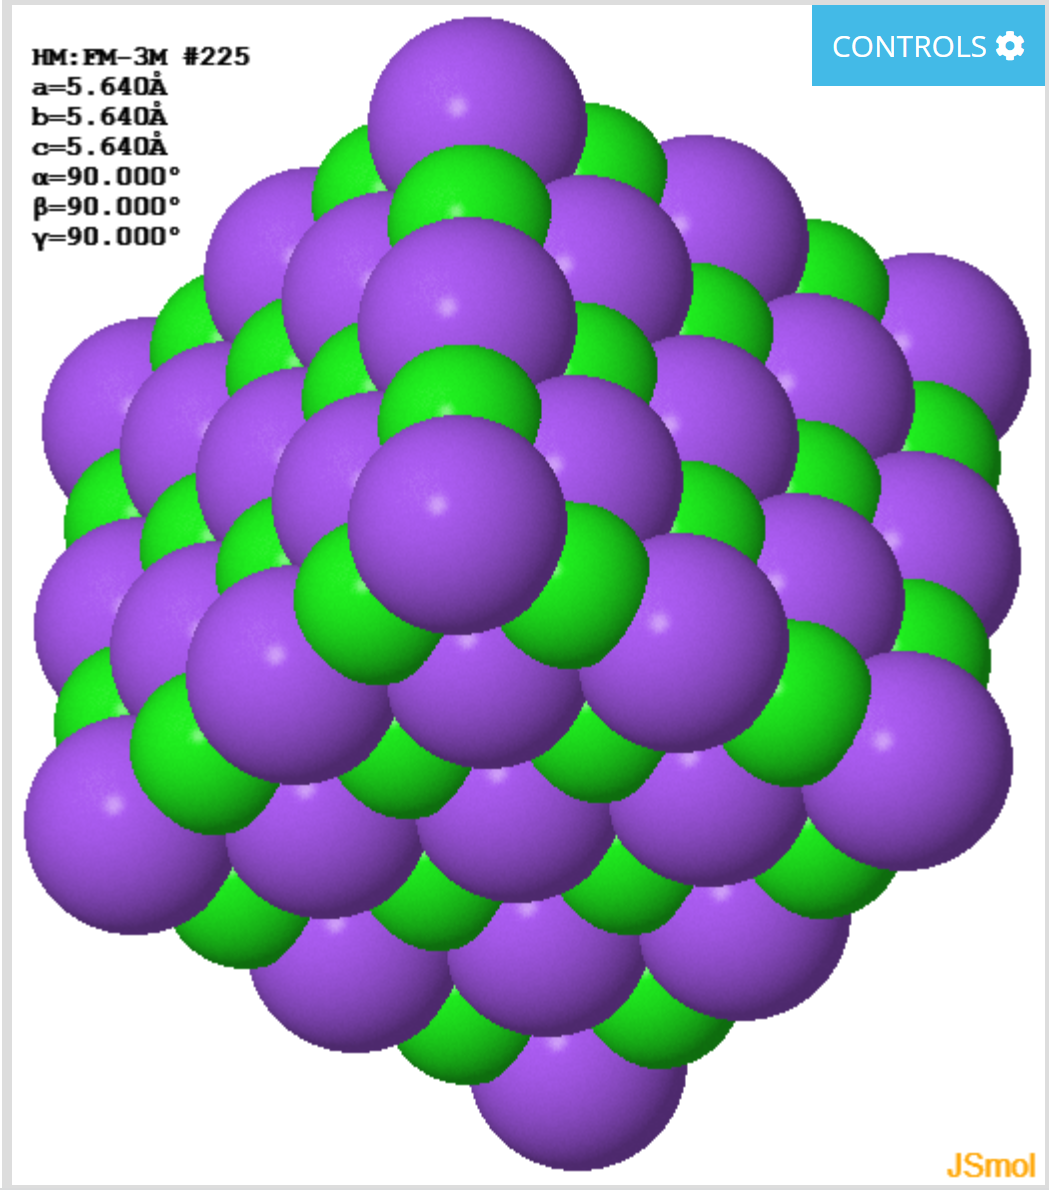 HM:FM-3M #225
a=5.640Å
b=5.640Å
c=5.640Å
α=90.000°
β=90.000°
γ=90.000°
CONTROLS
JSmol